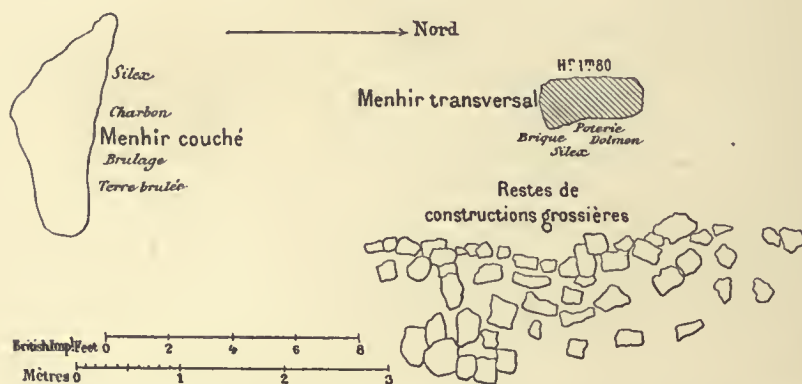 Nord
Hr 1m80
Silex
Menhir transversal
Charbon
Menhir couché
Brique Poterie Dolmen
Silex
Brulage
Terre brulée
Restes de
constructions grossières
British Impl Feet 0 2 4 6 8
Mètres 0 1 2 3